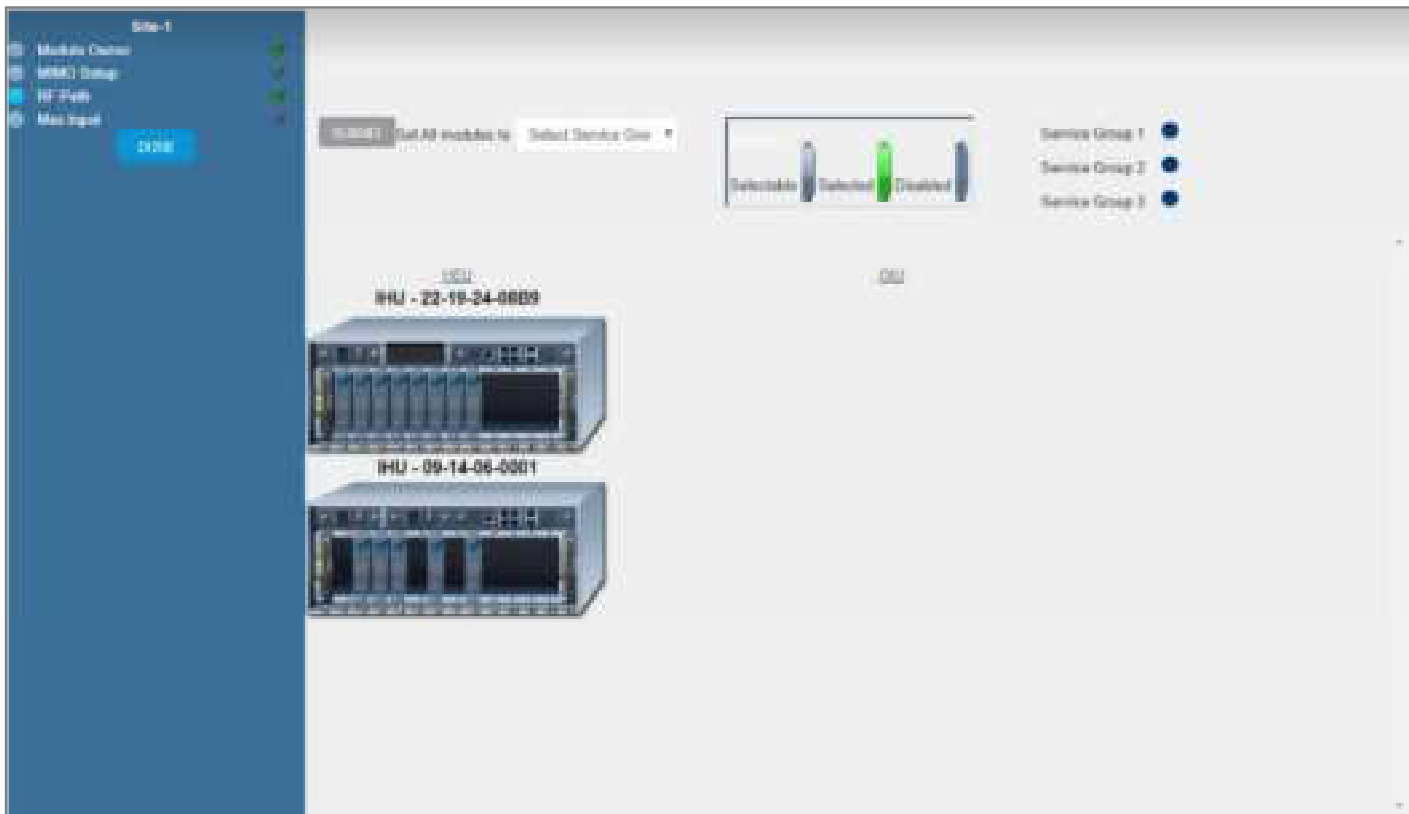 Site-1
Module Owner
MIMO Setup
RF Path
Max Input
DONE
Set All modules to
Select Service
Selectable
Selected
Disabled
Service Group 1
Service Group 2
Service Group 3
HEU
OIU
IHU - 22-19-24-
IHU - 09-14-06-0001